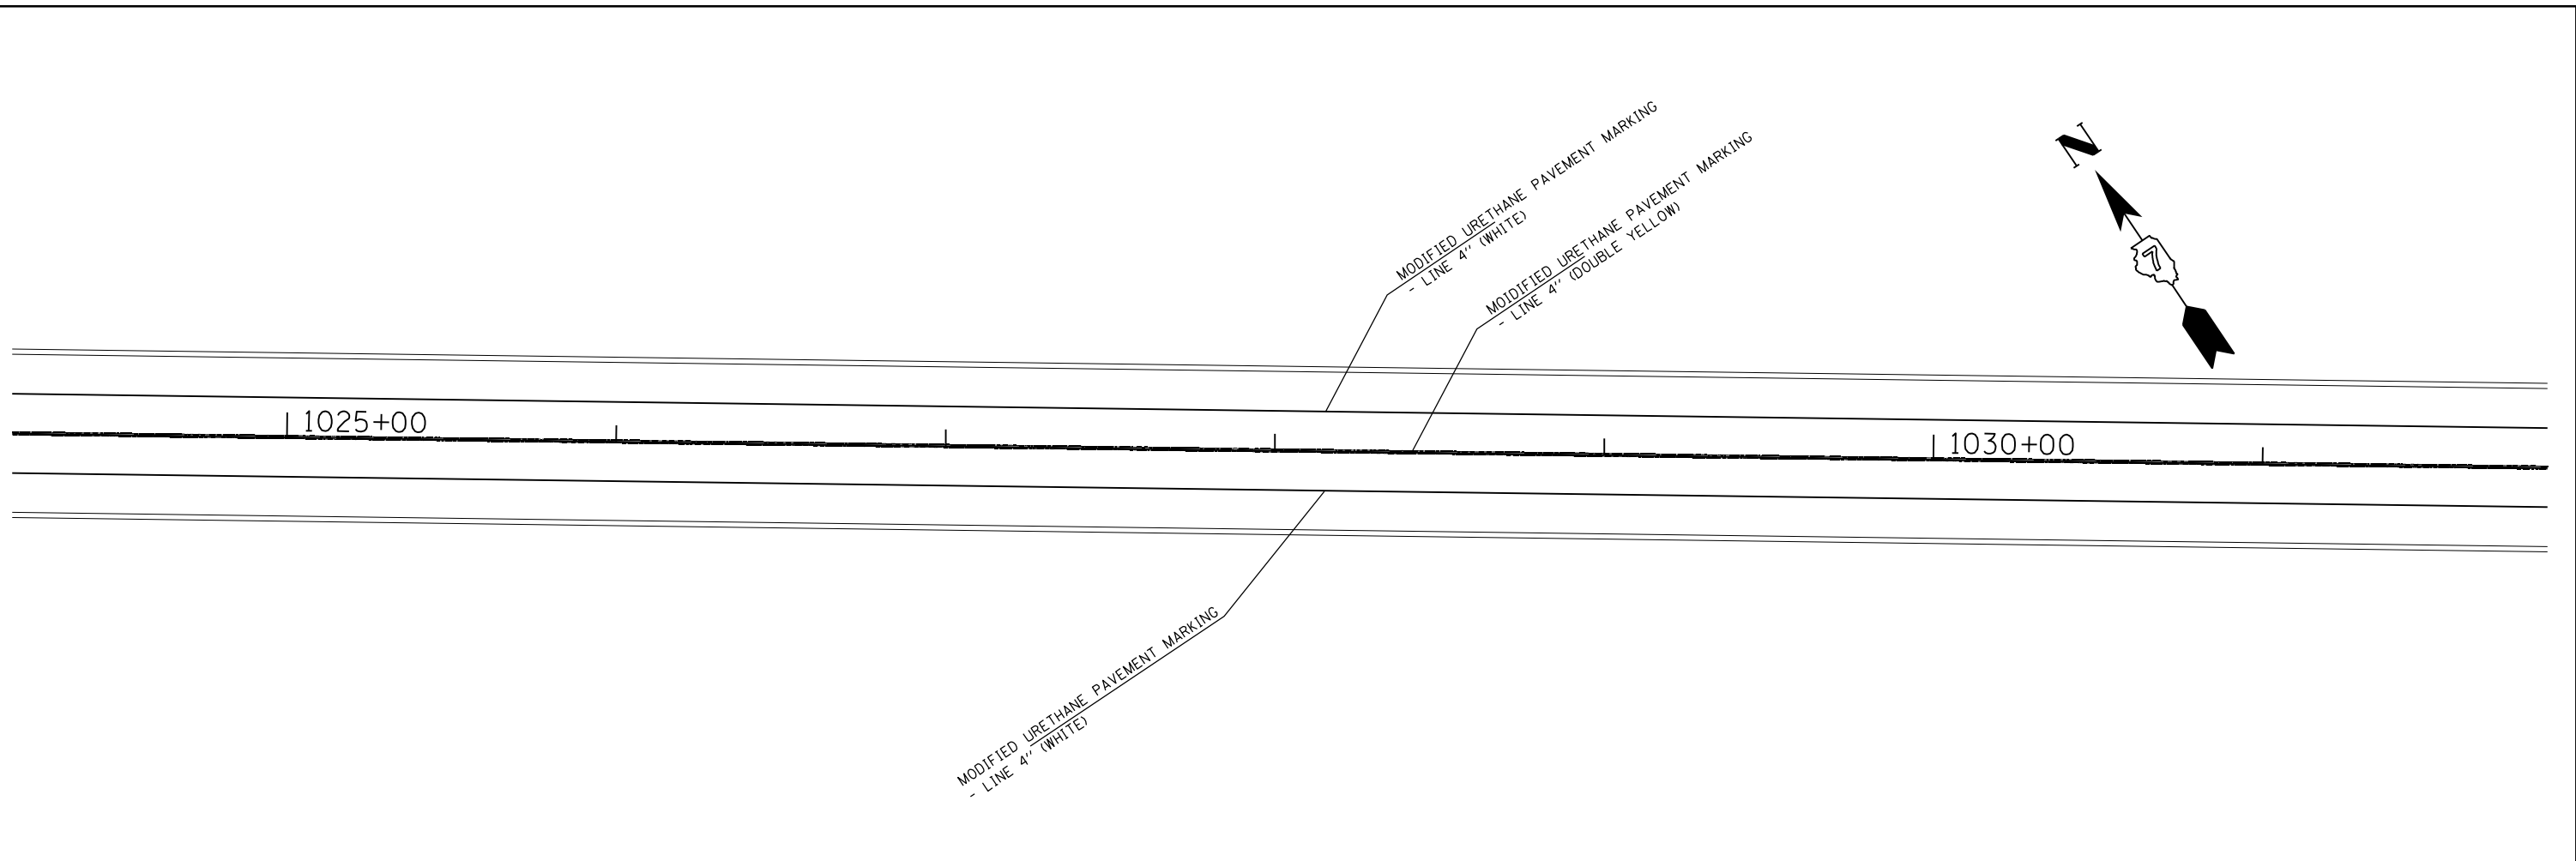 MODIFIED URETHANE PAVEMENT MARKING
- LINE 4" (WHITE)
MOIDIFIED URETHANE PAVEMENT MARKING
- LINE 4" (DOUBLE YELLOW)
N
7
1025+00
1030+00
MODIFIED URETHANE PAVEMENT MARKING
- LINE 4" (WHITE)